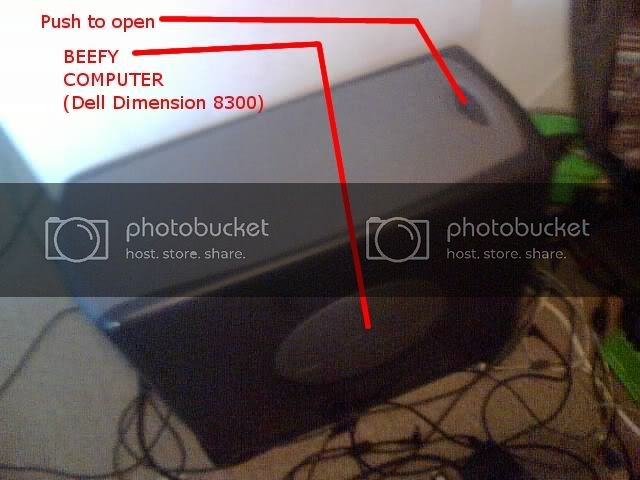 Push to open
BEEFY
COMPUTER
(Dell Dimension 8300)
photobucket
host. store. share.
photobucket
host. store. share.